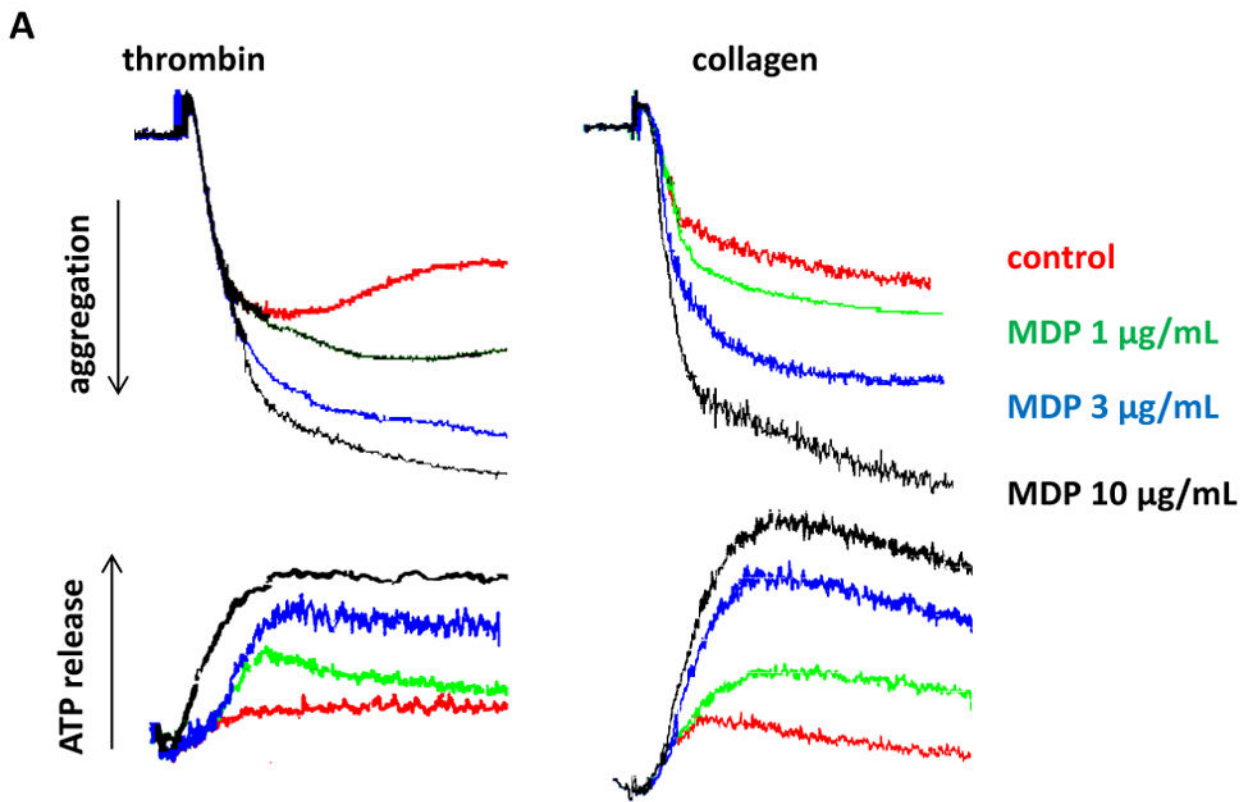 A
thrombin
collagen
aggregation
control
MDP 1 µg/mL
MDP 3 µg/mL
MDP 10 µg/mL
ATP release